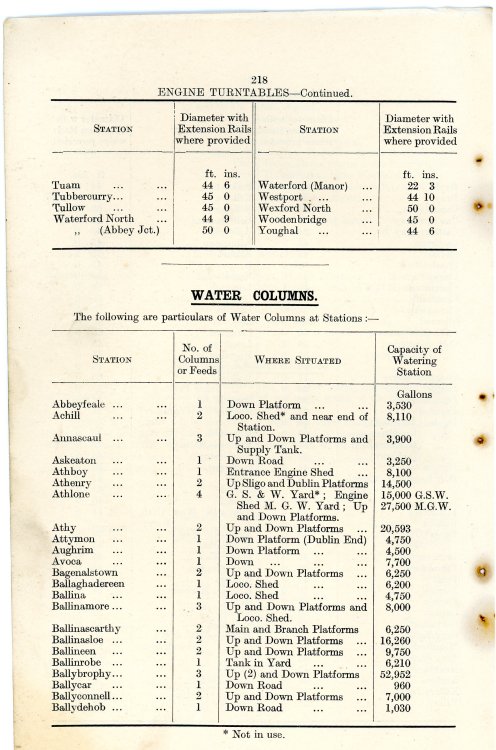 218
ENGINE TURNTABLES—Continued.
STATION Diameter with Extension Rails where provided STATION Diameter with Extension Rails where provided
ft. ins. ft. ins.
Tuam ... ... 44 6 Waterford (Manor) ... 22 3
Tubbercurry... ... 45 0 Westport ... ... 44 10
Tullow ... ... 45 0 Wexford North ... 50 0
Waterford North ... 44 9 Woodenbridge ... 45 0
„ (Abbey Jct.) 50 0 Youghal ... ... 44 6
WATER COLUMNS.
The following are particulars of Water Columns at Stations :—
STATION No. of Columns or Feeds WHERE SITUATED Capacity of Watering Station
Gallons
Abbeyfeale ... ... 1 Down Platform ... ... 3,530
Achill ... ... 2 Loco. Shed* and near end of 8,110
Station.
Annascaul ... ... 3 Up and Down Platforms and 3,900
Supply Tank.
Askeaton ... ... 1 Down Road ... ... 3,250
Athboy ... ... 1 Entrance Engine Shed ... 8,100
Athenry ... ... 2 Up Sligo and Dublin Platforms 14,500
Athlone ... ... 4 G. S. & W. Yard* ; Engine 15,000 G.S.W.
Shed M. G. W. Yard ; Up 27,500 M.G.W.
and Down Platforms.
Athy ... ... 2 Up and Down Platforms ... 20,593
Attymon ... ... 1 Down Platform (Dublin End) 4,750
Aughrim ... ... 1 Down Platform ... ... 4,500
Avoca ... ... 1 Down ... ... ... 7,700
Bagenalstown ... 2 Up and Down Platforms ... 6,250
Ballaghadereen ... 1 Loco. Shed ... ... 6,200
Ballina ... ... 1 Loco. Shed ... ... 4,750
Ballinamore ... ... 3 Up and Down Platforms and 8,000
Loco. Shed.
Ballinascarthy ... 2 Main and Branch Platforms 6,250
Ballinasloe ... ... 2 Up and Down Platforms ... 16,260
Ballineen ... ... 2 Up and Down Platforms ... 9,750
Ballinrobe ... ... 1 Tank in Yard ... ... 6,210
Ballybrophy... ... 3 Up (2) and Down Platforms 52,952
Ballycar ... ... 1 Down Road ... ... 960
Ballyconnell... ... 2 Up and Down Platforms ... 7,000
Ballydehob ... ... 1 Down Road ... ... 1,030
* Not in use.